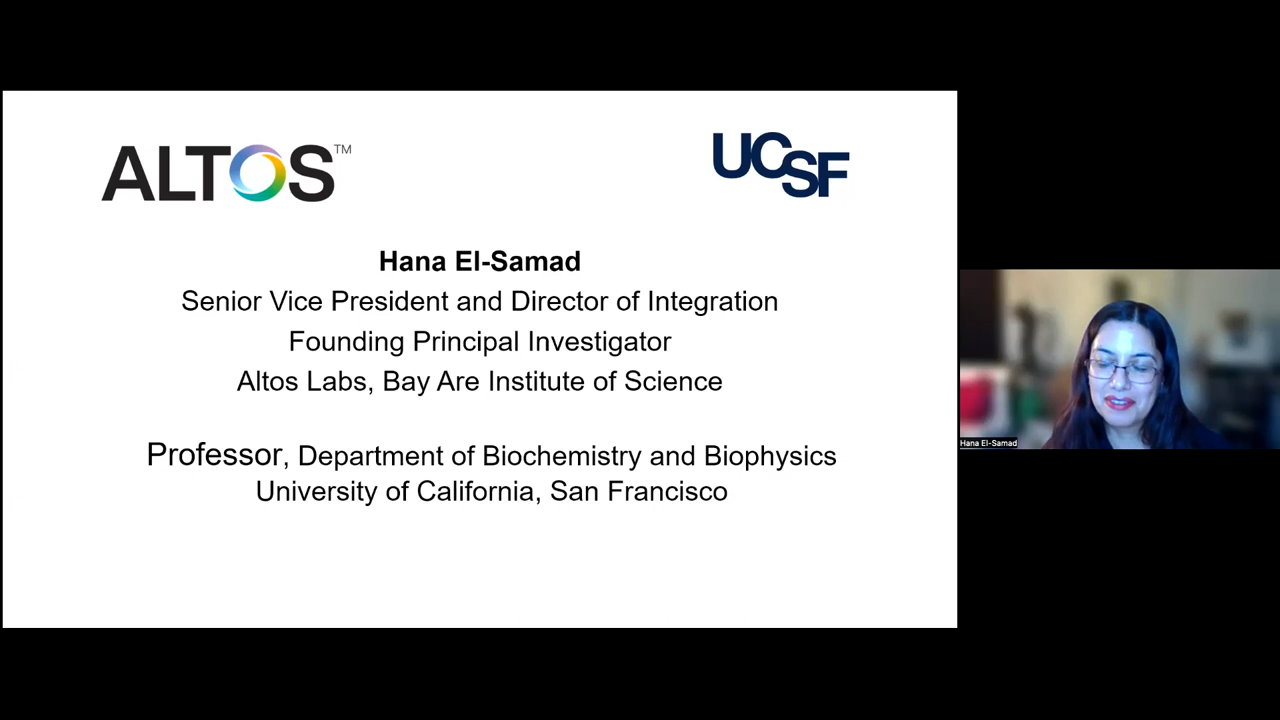 ALTOS™
UCSF
Hana El-Samad
Senior Vice President and Director of Integration
Founding Principal Investigator
Altos Labs, Bay Are Institute of Science
Professor, Department of Biochemistry and Biophysics
University of California, San Francisco
Hana El-Samad